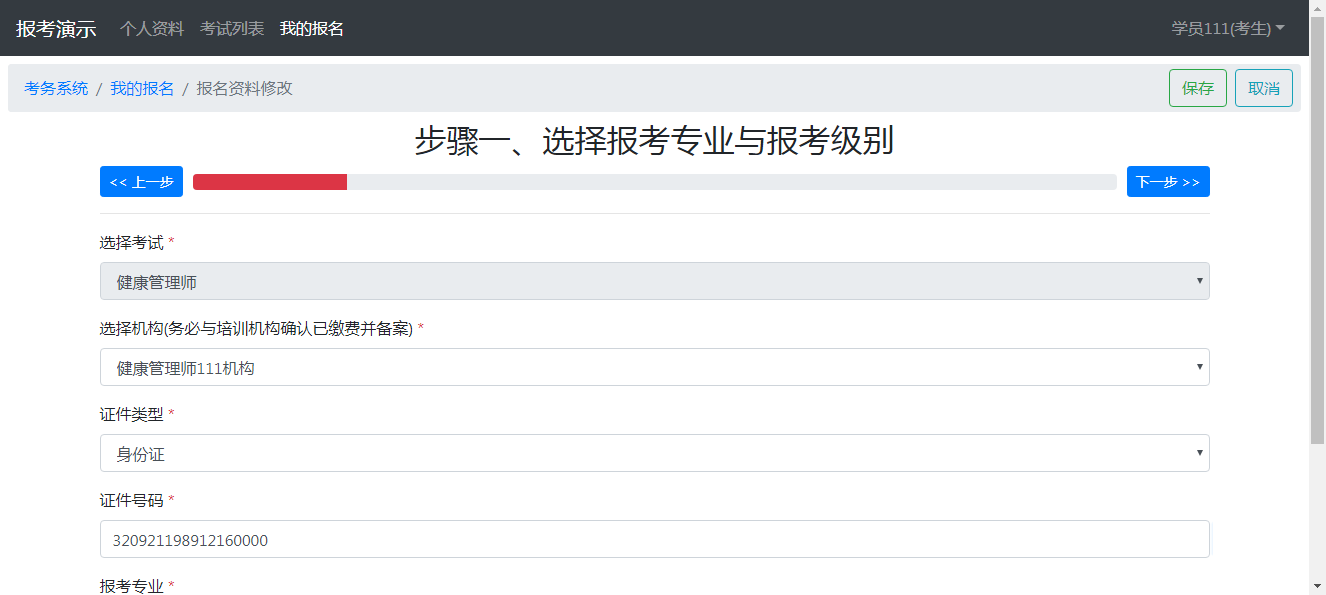 报考演示 个人资料 考试列表 我的报名 学员111(考生)
考务系统 / 我的报名 / 报名资料修改 保存 取消
步骤一、选择报考专业与报考级别
<< 上一步 下一步 >>
选择考试 *
健康管理师
选择机构(务必与培训机构确认已缴费并备案) *
健康管理师111机构
证件类型 *
身份证
证件号码 *
320921198912160000
报考专业 *